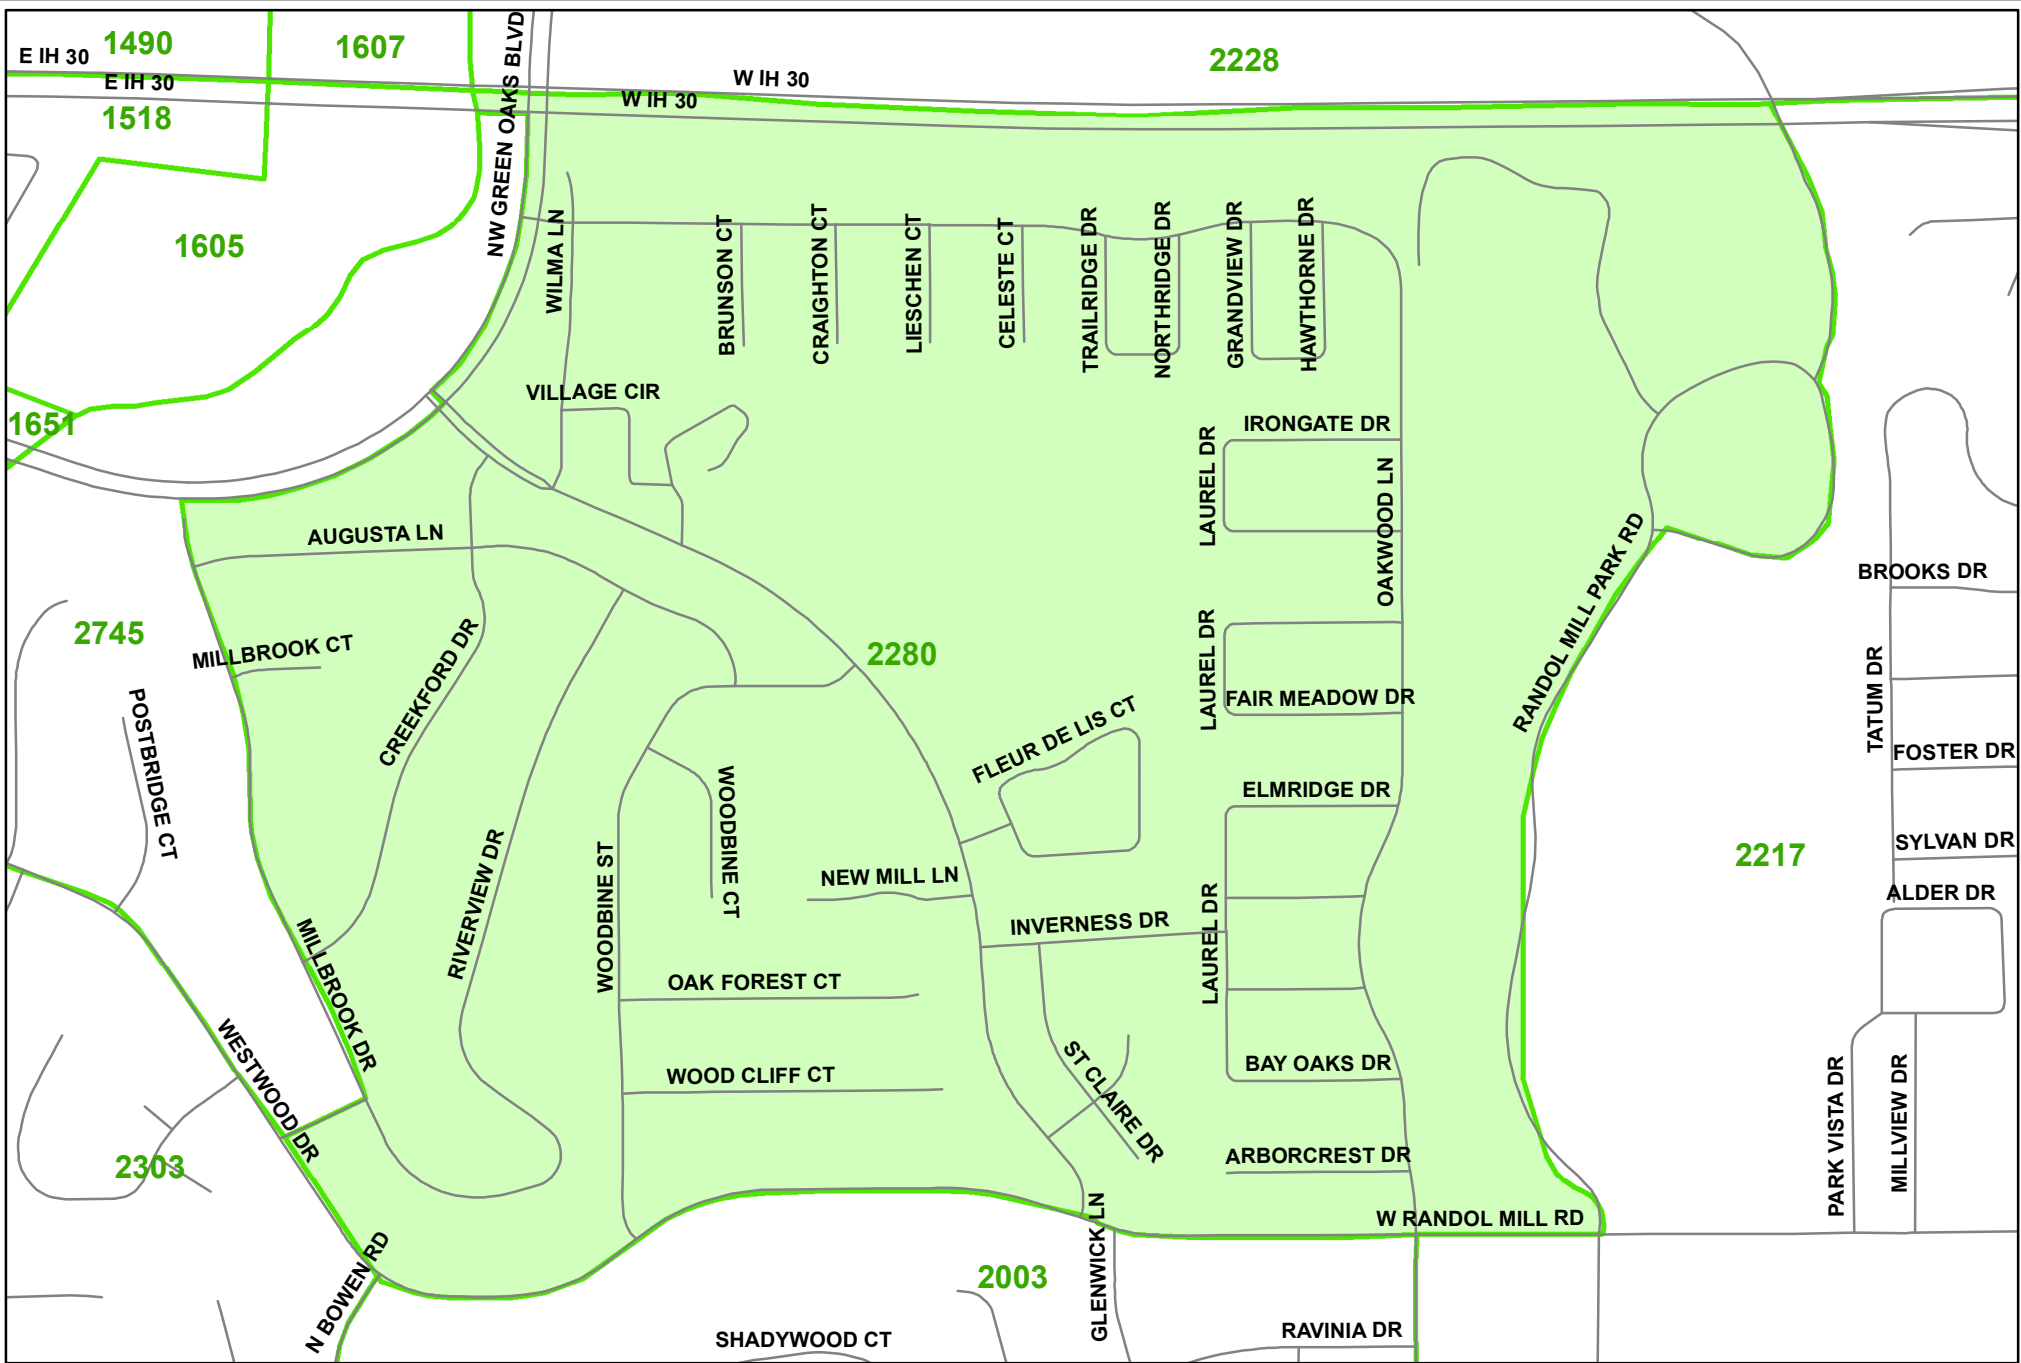 1490
1607
2228
E IH 30
E IH 30
W IH 30
W IH 30
1518
NW GREEN OAKS BLVD
1605
WILMA LN
BRUNSON CT
CRAIGHTON CT
LIESCHEN CT
CELESTE CT
TRAILRIDGE DR
NORTHRIDGE DR
GRANDVIEW DR
HAWTHORNE DR
VILLAGE CIR
1651
IRONGATE DR
LAUREL DR
OAKWOOD LN
AUGUSTA LN
RANDOL MILL PARK RD
BROOKS DR
2745
MILLBROOK CT
CREEKFORD DR
2280
LAUREL DR
FAIR MEADOW DR
TATUM DR
POSTBRIDGE CT
FLEUR DE LIS CT
FOSTER DR
ELMRIDGE DR
WOODBINE CT
RIVERVIEW DR
WOODBINE ST
2217
SYLVAN DR
NEW MILL LN
ALDER DR
INVERNESS DR
LAUREL DR
MILLBROOK DR
OAK FOREST CT
WESTWOOD DR
WOOD CLIFF CT
ST CLAIRE DR
BAY OAKS DR
PARK VISTA DR
MILLVIEW DR
2303
ARBORCREST DR
W RANDOL MILL RD
N BOWEN RD
2003
GLENWICK LN
SHADYWOOD CT
RAVINIA DR